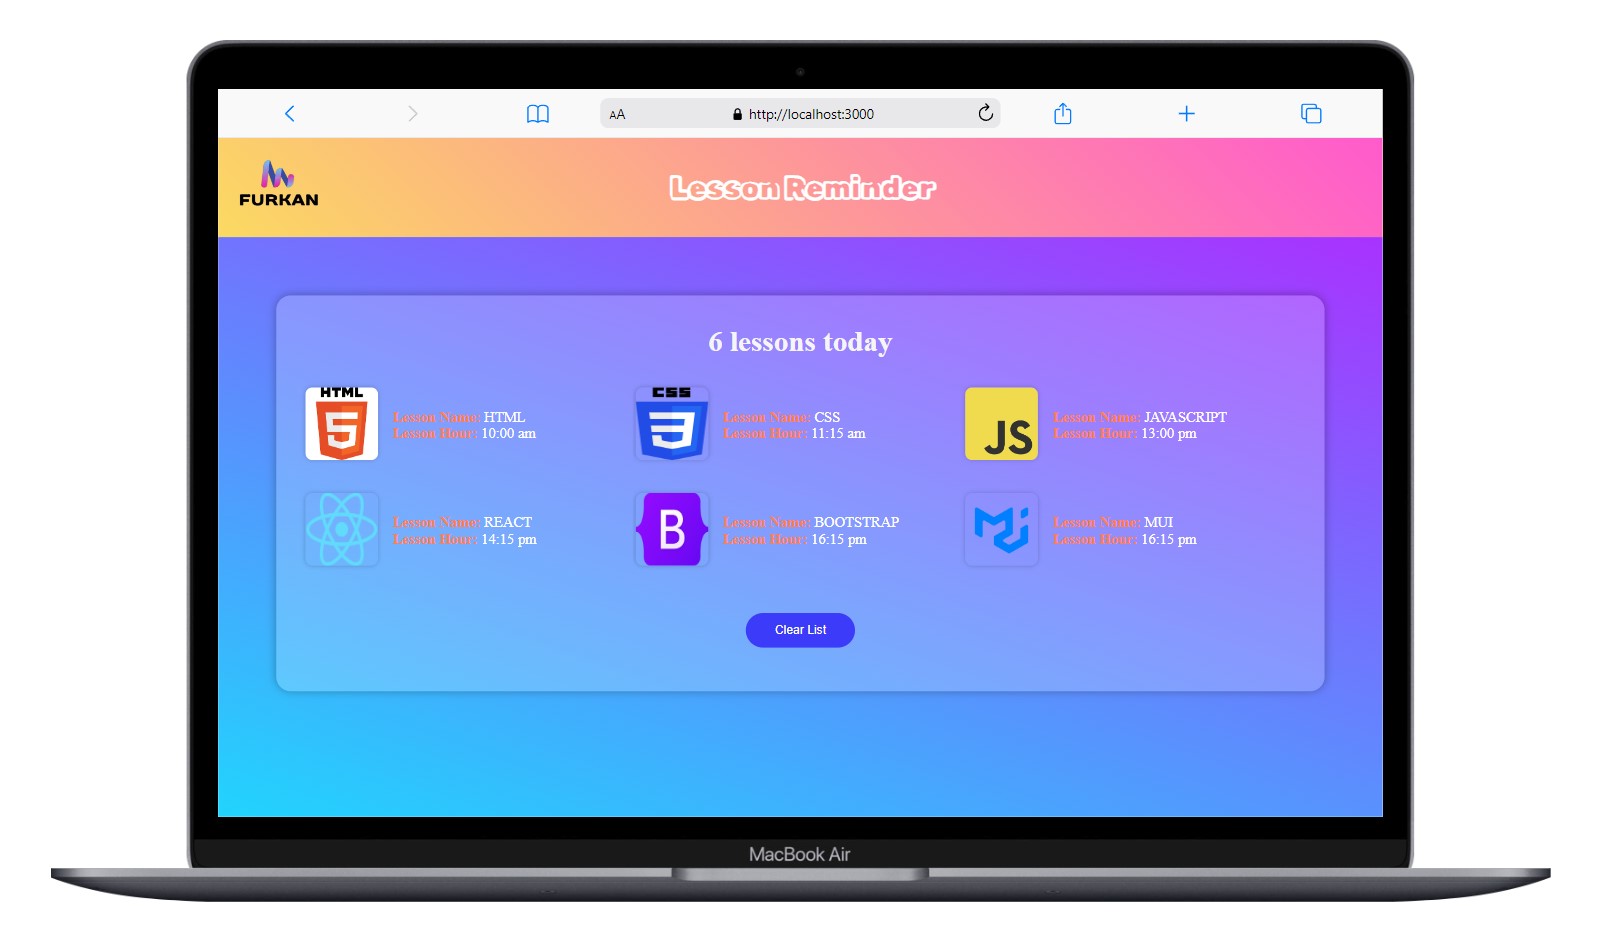 AA http://localhost:3000
FURKAN
Lesson Reminder
6 lessons today
HTML
5
Lesson Name: HTML
Lesson Hour: 10:00 am
CSS
3
Lesson Name: CSS
Lesson Hour: 11:15 am
JS
Lesson Name: JAVASCRIPT
Lesson Hour: 13:00 pm
Lesson Name: REACT
Lesson Hour: 14:15 pm
B
Lesson Name: BOOTSTRAP
Lesson Hour: 16:15 pm
Lesson Name: MUI
Lesson Hour: 16:15 pm
Clear List
MacBook Air